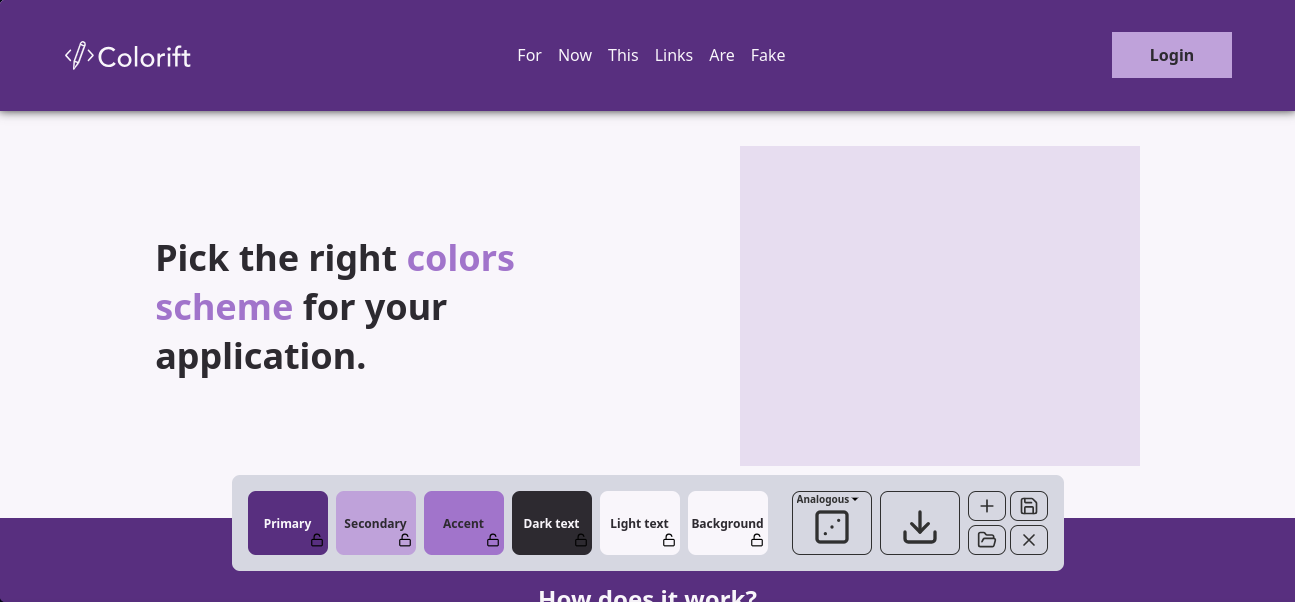 Colorift
For Now This Links Are Fake
Login
Pick the right colors
scheme for your
application.
Primary
Secondary
Accent
Dark text
Light text
Background
Analogous
How does it work?